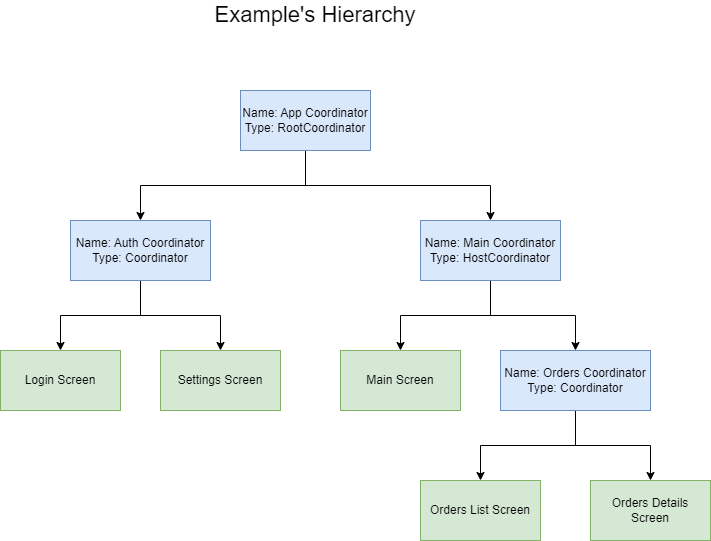 Example's Hierarchy
Name: App Coordinator
Type: RootCoordinator
Name: Auth Coordinator
Type: Coordinator
Name: Main Coordinator
Type: HostCoordinator
Login Screen
Settings Screen
Main Screen
Name: Orders Coordinator
Type: Coordinator
Orders List Screen
Orders Details
Screen